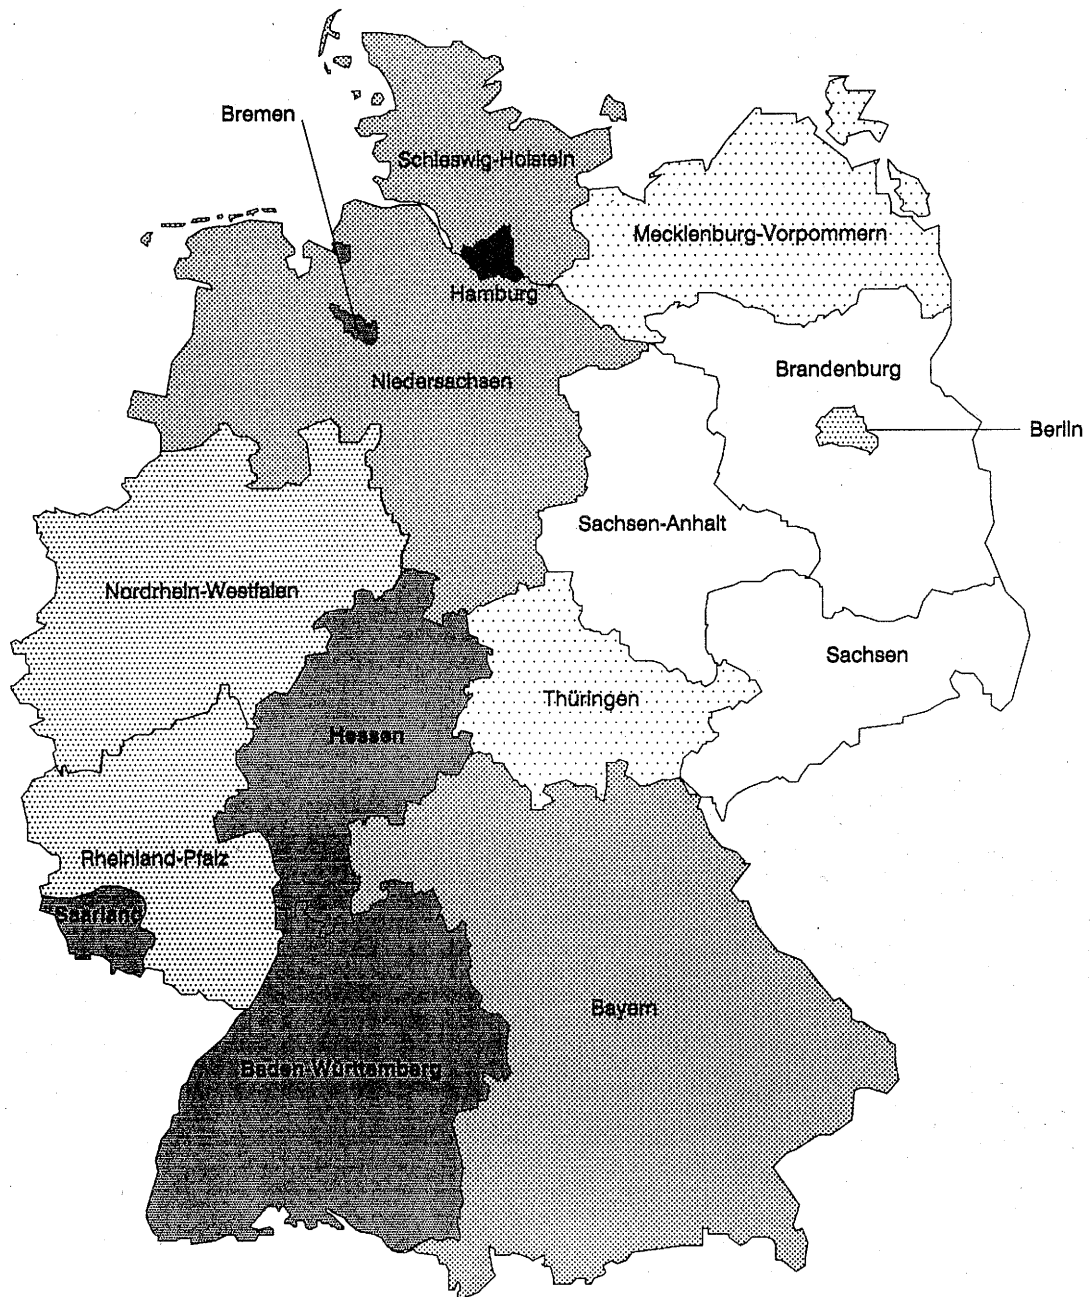 Bremen
Schleswig-Holstein
Mecklenburg-Vorpommern
Hamburg
Brandenburg
Niedersachsen
Berlin
Sachsen-Anhalt
Nordrhein-Westfalen
Sachsen
Thüringen
Hessen
Rheinland-Pfalz
Saarland
Bayern
Baden-Württemberg